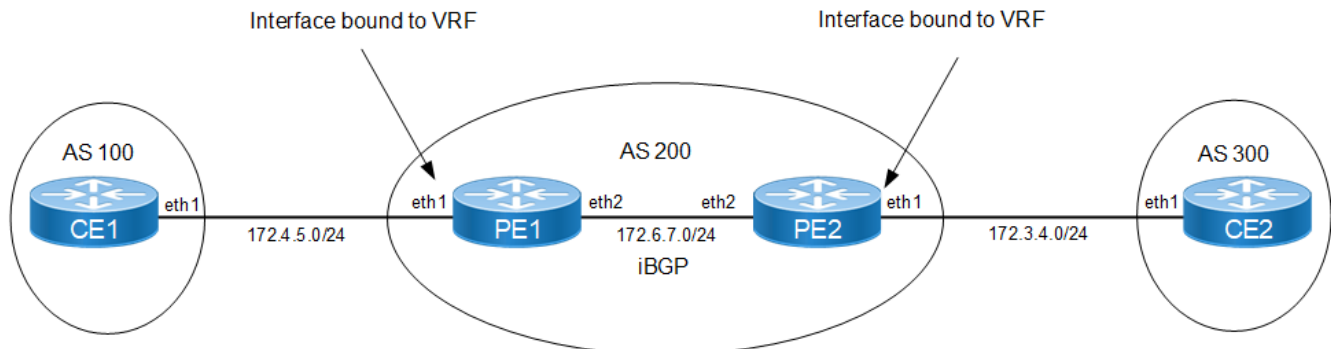 Interface bound to VRF
Interface bound to VRF
AS 100
AS 200
AS 300
eth1
eth1
eth2
eth2
eth1
eth1
CE1
PE1
PE2
CE2
172.4.5.0/24
172.6.7.0/24
172.3.4.0/24
iBGP